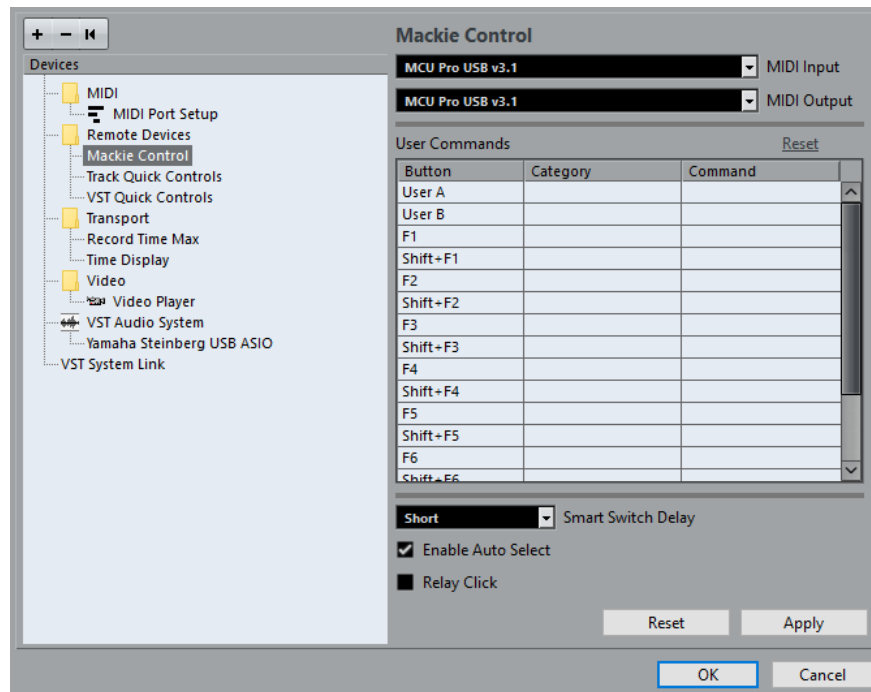 + - I◀
Mackie Control
Devices
MCU Pro USB v3.1 MIDI Input
MCU Pro USB v3.1 MIDI Output
MIDI
MIDI Port Setup
Remote Devices
Mackie Control
Track Quick Controls
VST Quick Controls
Transport
Record Time Max
Time Display
Video
Video Player
VST Audio System
Yamaha Steinberg USB ASIO
VST System Link
User Commands Reset
Button Category Command
User A
User B
F1
Shift+F1
F2
Shift+F2
F3
Shift+F3
F4
Shift+F4
F5
Shift+F5
F6
Shift+F6
Short Smart Switch Delay
Enable Auto Select
Relay Click
Reset Apply
OK Cancel